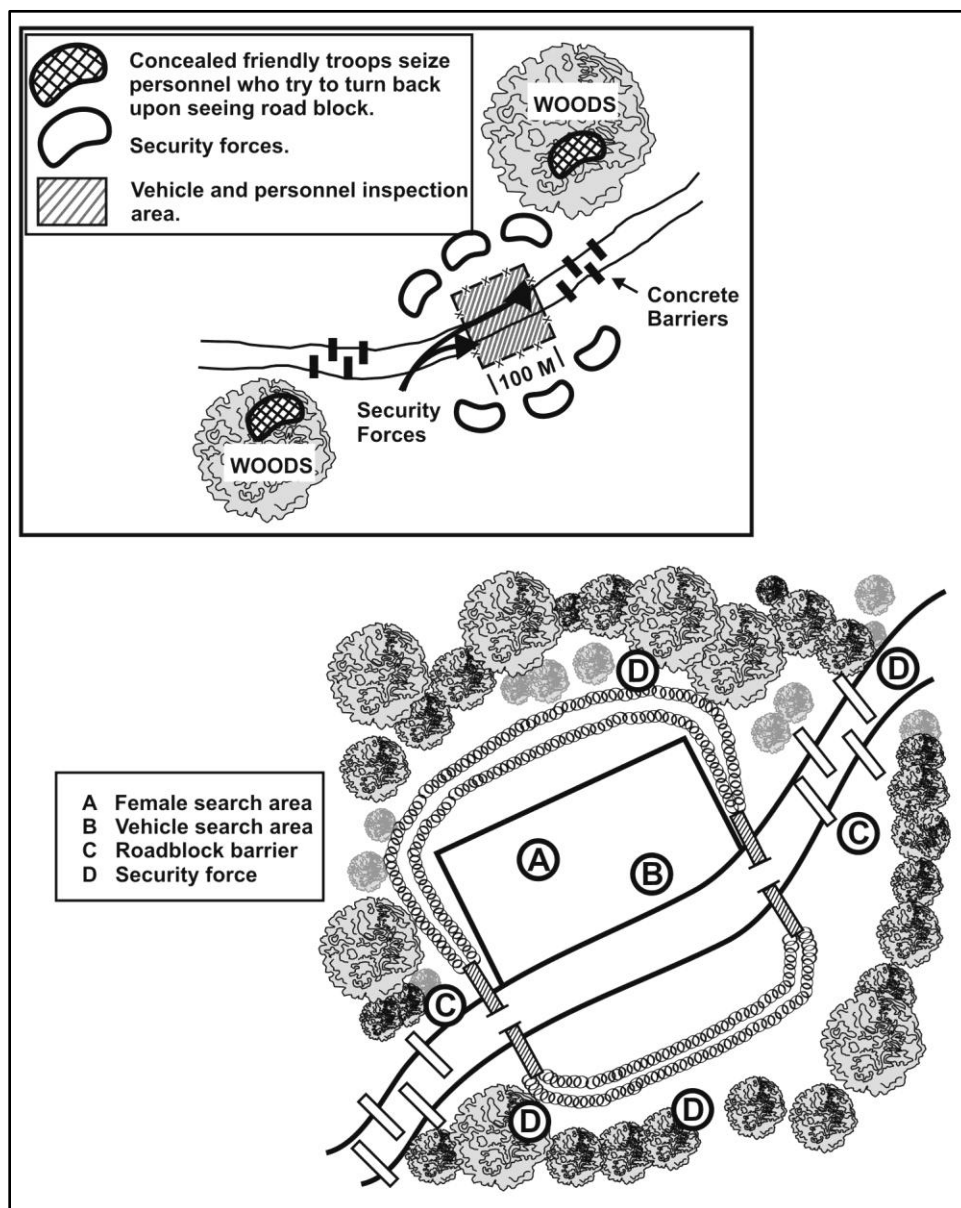 Concealed friendly troops seize
personnel who try to turn back
upon seeing road block.
Security forces.
Vehicle and personnel inspection
area.
WOODS
Concrete
Barriers
100 M
Security
Forces
WOODS
A Female search area
B Vehicle search area
C Roadblock barrier
D Security force
D
D
C
A
B
C
D
D